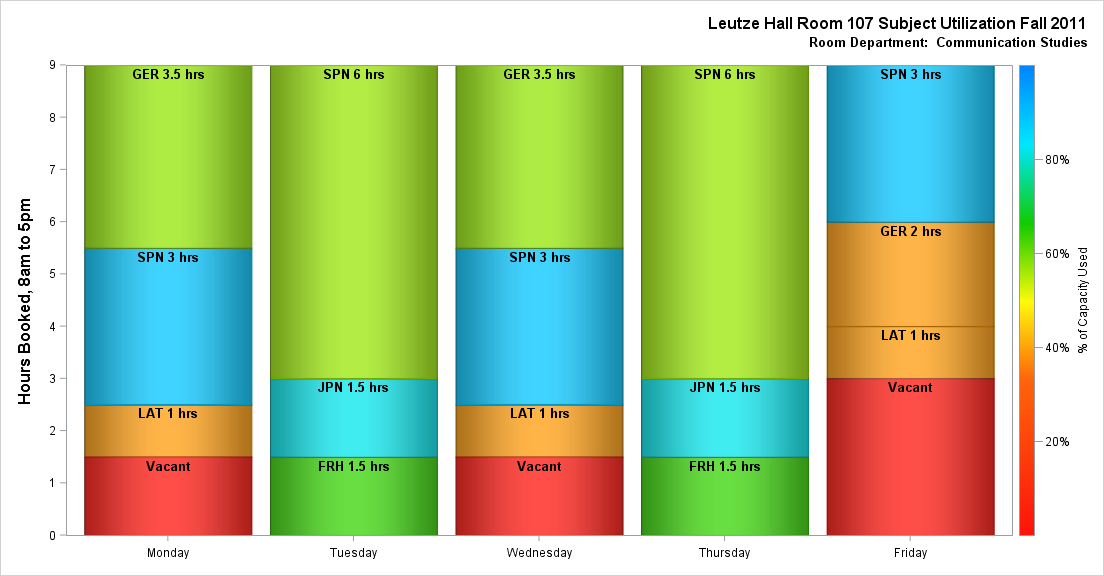 Leutze Hall Room 107 Subject Utilization Fall 2011
Room Department:  Communication Studies
Hours Booked, 8am to 5pm
9
8
7
6
5
4
3
2
1
0
GER 3.5 hrs
SPN 3 hrs
LAT 1 hrs
Vacant
Monday
SPN 6 hrs
JPN 1.5 hrs
FRH 1.5 hrs
Tuesday
GER 3.5 hrs
SPN 3 hrs
LAT 1 hrs
Vacant
Wednesday
SPN 6 hrs
JPN 1.5 hrs
FRH 1.5 hrs
Thursday
SPN 3 hrs
GER 2 hrs
LAT 1 hrs
Vacant
Friday
80%
60%
40%
20%
% of Capacity Used